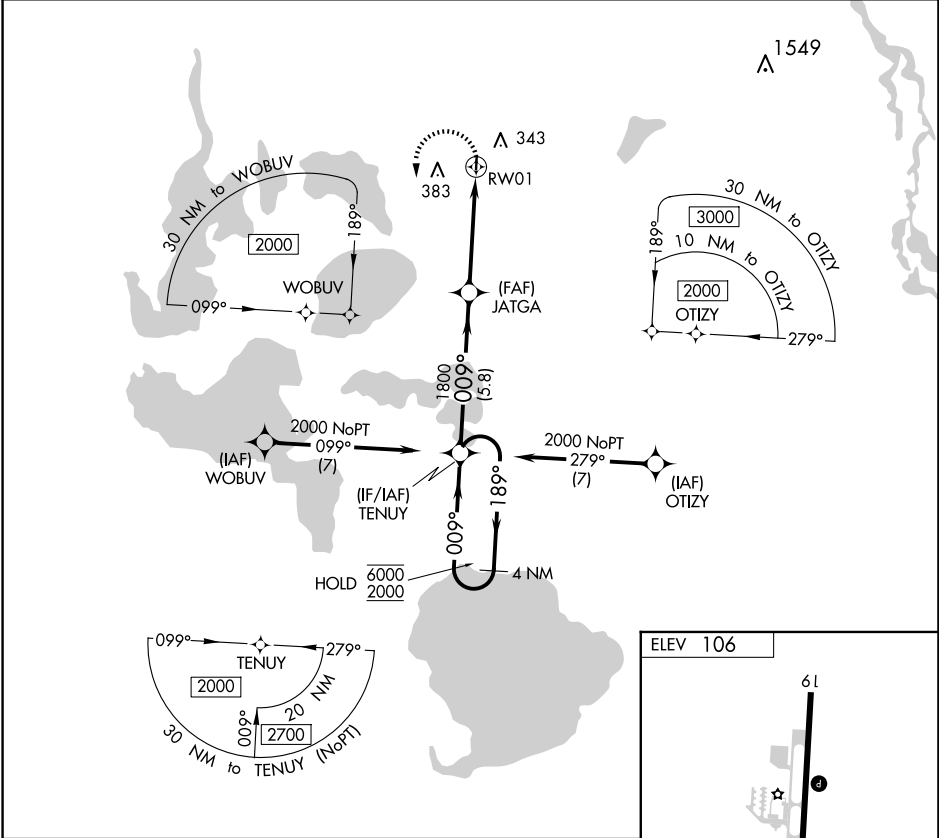 1549
343
383
RW01
30 NM to WOBUV
2000
189°
WOBUV
099°
30 NM to OTIZY
3000
189°
10 NM to OTIZY
2000
OTIZY
279°
(FAF)
JATGA
1800
009°
(5.8)
2000 NoPT
099°
(7)
(IAF)
WOBUV
2000 NoPT
279°
(7)
(IAF)
OTIZY
(IF/IAF)
TENUY
189°
009°
HOLD
6000
2000
4 NM
099°
TENUY
279°
2000
20 NM
009°
2700
30 NM to TENUY (NoPT)
ELEV 106
19
P